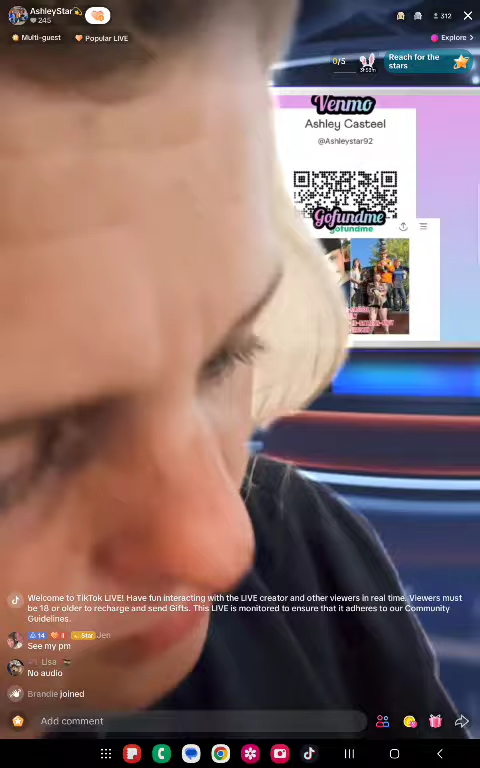 AshleyStar
245
312
Multi-guest
Popular LIVE
Explore >
0/5
Reach for the
stars
Venmo
Ashley Casteel
@Ashleystar92
Gofundme
gofundme
Welcome to TikTok LIVE! Have fun interacting with the LIVE creator and other viewers in real time. Viewers must
be 18 or older to recharge and send Gifts. This LIVE is monitored to ensure that it adheres to our Community
Guidelines.
14 Star Jen
See my pm
Lisa
No audio
Brandie joined
Add comment